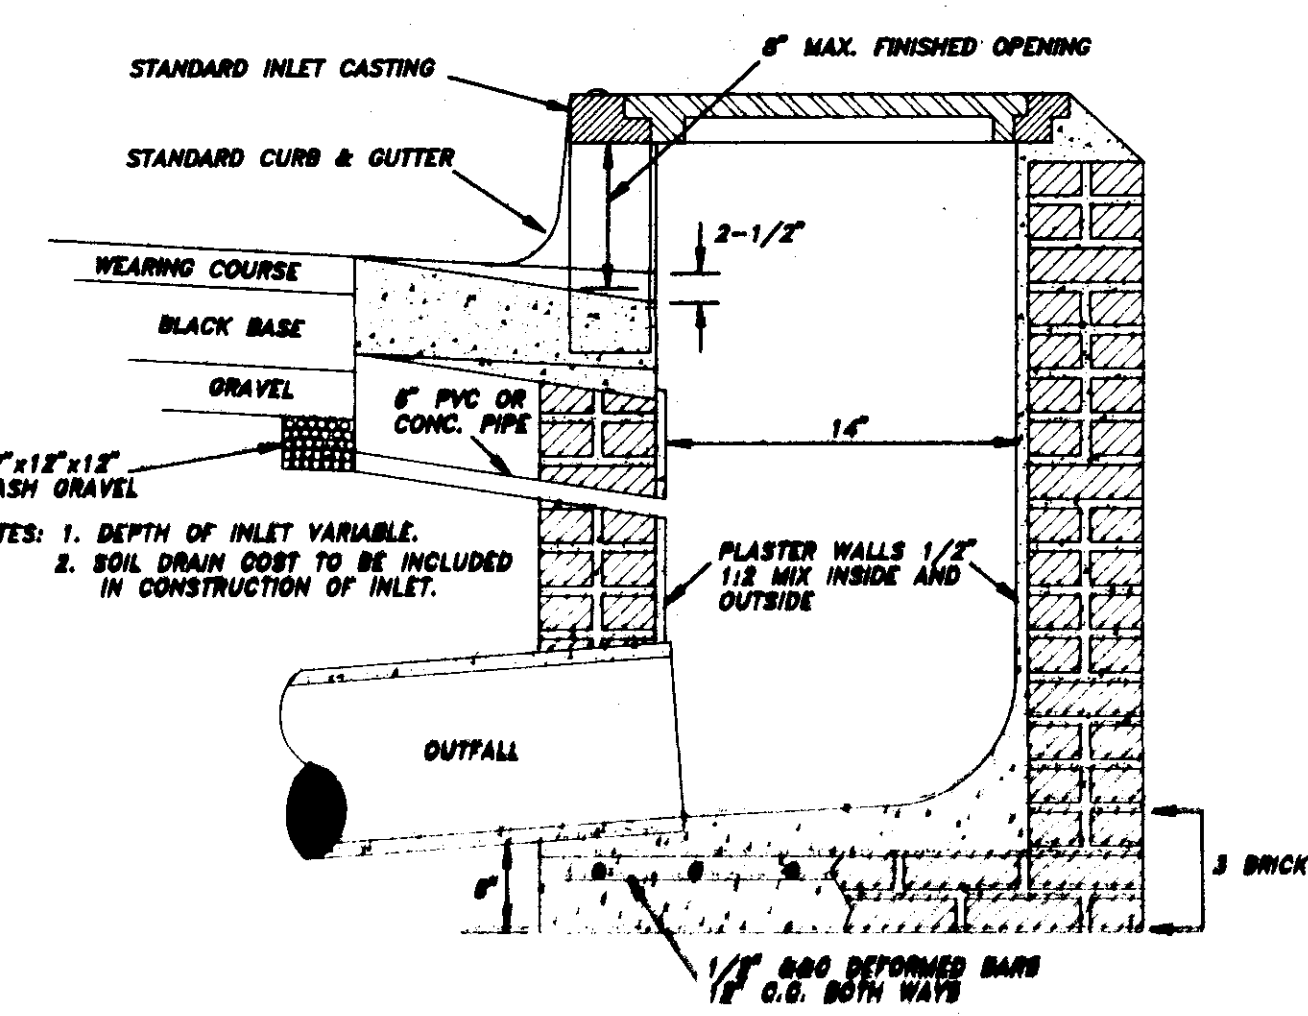 8" MAX. FINISHED OPENING
STANDARD INLET CASTING
STANDARD CURB & GUTTER
2-1/2"
WEARING COURSE
BLACK BASE
GRAVEL
PVC OR
CONC. PIPE
14"
"x12"x12"
ASH GRAVEL
TES: 1. DEPTH OF INLET VARIABLE.
2. SOIL DRAIN COST TO BE INCLUDED
IN CONSTRUCTION OF INLET.
PLASTER WALLS 1/2"
1:2 MIX INSIDE AND
OUTSIDE
OUTFALL
3 BRICK
1/2" DEFORMED BARS
12" O.C. BOTH WAYS